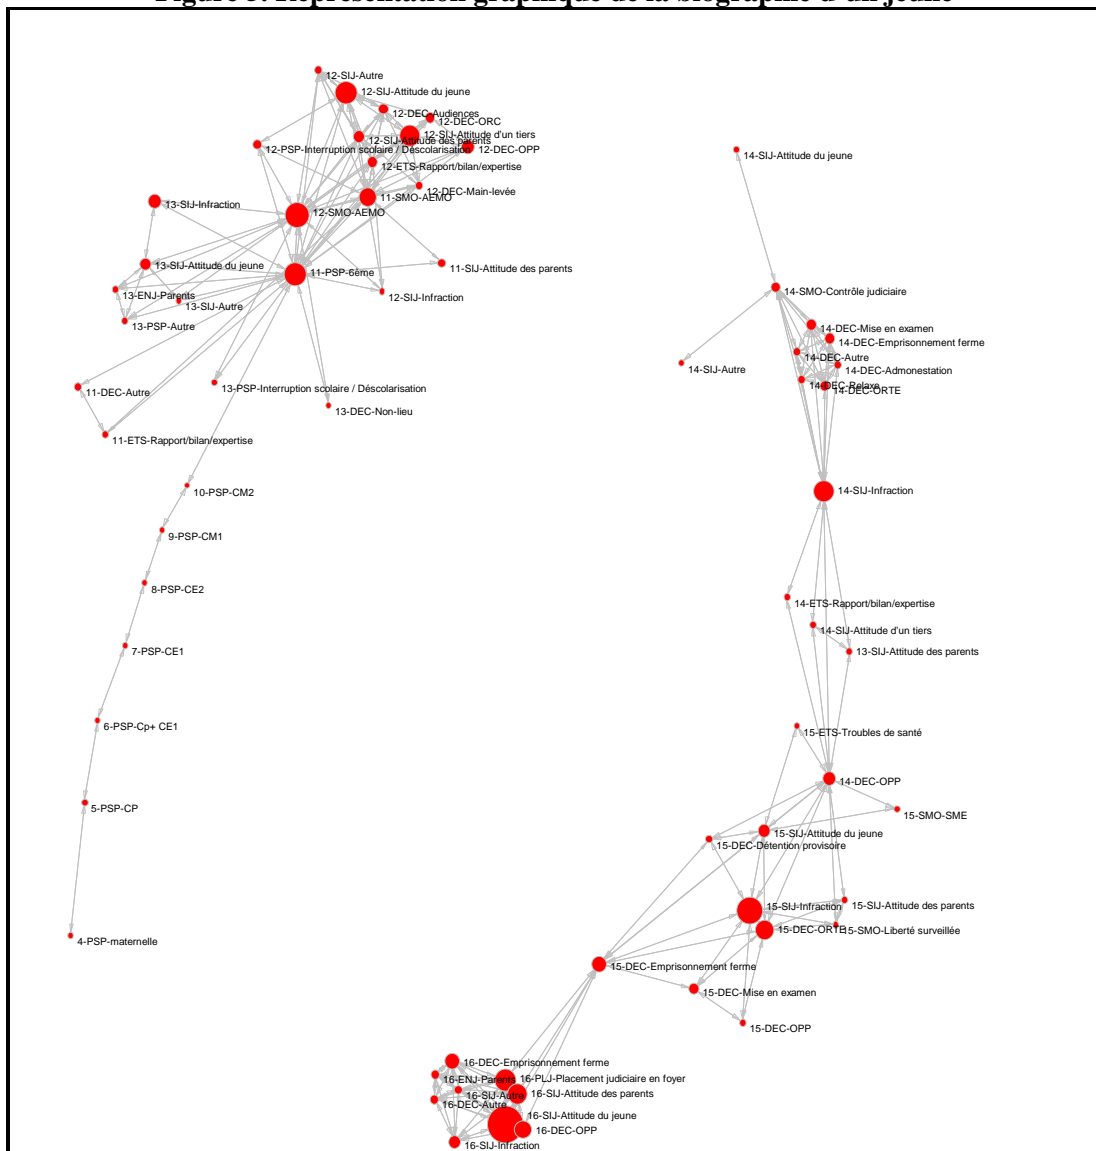 Figure 3: Représentation graphique de la biographie d'un jeune
12-SIJ-Autre
12-SIJ-Attitude du jeune
12-DEC-Audiences
12-DEC-ORC
12-SIJ-Attitude d'un tiers
12-SIJ-Attitude des parents
12-PSP-Interruption scolaire / Déscolarisation
12-DEC-OPP
12-ETS-Rapport/bilan/expertise
12-DEC-Main-levée
11-SMO-AEMO
13-SIJ-Infraction
12-SMO-AEMO
13-SIJ-Attitude du jeune
11-PSP-6ème
11-SIJ-Attitude des parents
13-ENJ-Parents
12-SIJ-Infraction
13-SIJ-Autre
13-PSP-Autre
11-DEC-Autre
13-PSP-Interruption scolaire / Déscolarisation
13-DEC-Non-lieu
11-ETS-Rapport/bilan/expertise
10-PSP-CM2
9-PSP-CM1
8-PSP-CE2
7-PSP-CE1
6-PSP-Cp+ CE1
5-PSP-CP
4-PSP-maternelle
14-SIJ-Attitude du jeune
14-SMO-Contrôle judiciaire
14-DEC-Mise en examen
14-DEC-Emprisonnement ferme
14-DEC-Autre
14-SIJ-Autre
14-DEC-Admonestation
14-DEC-Relaxe
14-DEC-ORTE
14-SIJ-Infraction
14-ETS-Rapport/bilan/expertise
14-SIJ-Attitude d'un tiers
13-SIJ-Attitude des parents
15-ETS-Troubles de santé
14-DEC-OPP
15-SMO-SME
15-SIJ-Attitude du jeune
15-DEC-Détention provisoire
15-SIJ-Infraction
15-SIJ-Attitude des parents
15-DEC-ORTE
15-SMO-Liberté surveillée
15-DEC-Emprisonnement ferme
15-DEC-Mise en examen
15-DEC-OPP
16-DEC-Emprisonnement ferme
16-ENJ-Parents
16-PLJ-Placement judiciaire en foyer
16-SIJ-Autre
16-SIJ-Attitude des parents
16-DEC-Autre
16-SIJ-Attitude du jeune
16-DEC-OPP
16-SIJ-Infraction